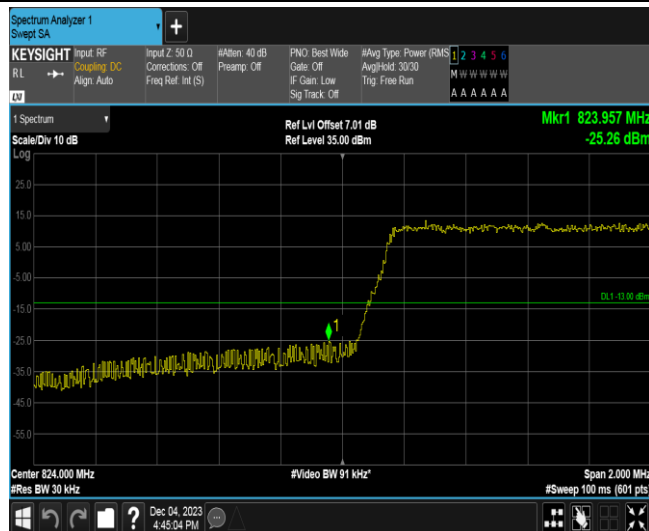 Spectrum Analyzer 1
Swept SA
+
KEYSIGHT Input: RF
RL
Coupling: DC
Align: Auto
LXI
Input Z: 50 Ω
Corrections: Off
Freq Ref: Int (S)
#Atten: 40 dB
Preamp: Off
PNO: Best Wide
Gate: Off
IF Gain: Low
Sig Track: Off
#Avg Type: Power (RMS
Avg|Hold: 30/30
Trig: Free Run
1 2 3 4 5 6
M W W W W W
A A A A A A
1 Spectrum
Scale/Div 10 dB
Log
Ref Lvl Offset 7.01 dB
Ref Level 35.00 dBm
Mkr1 823.957 MHz
-25.26 dBm
25.0
15.0
5.00
-5.00
DL1 -13.00 dBm
-15.0
1
-25.0
-35.0
-45.0
-55.0
Center 824.000 MHz
#Video BW 91 kHz*
Span 2.000 MHz
#Res BW 30 kHz
#Sweep 100 ms (601 pts)
?
Dec 04, 2023
4:45:04 PM